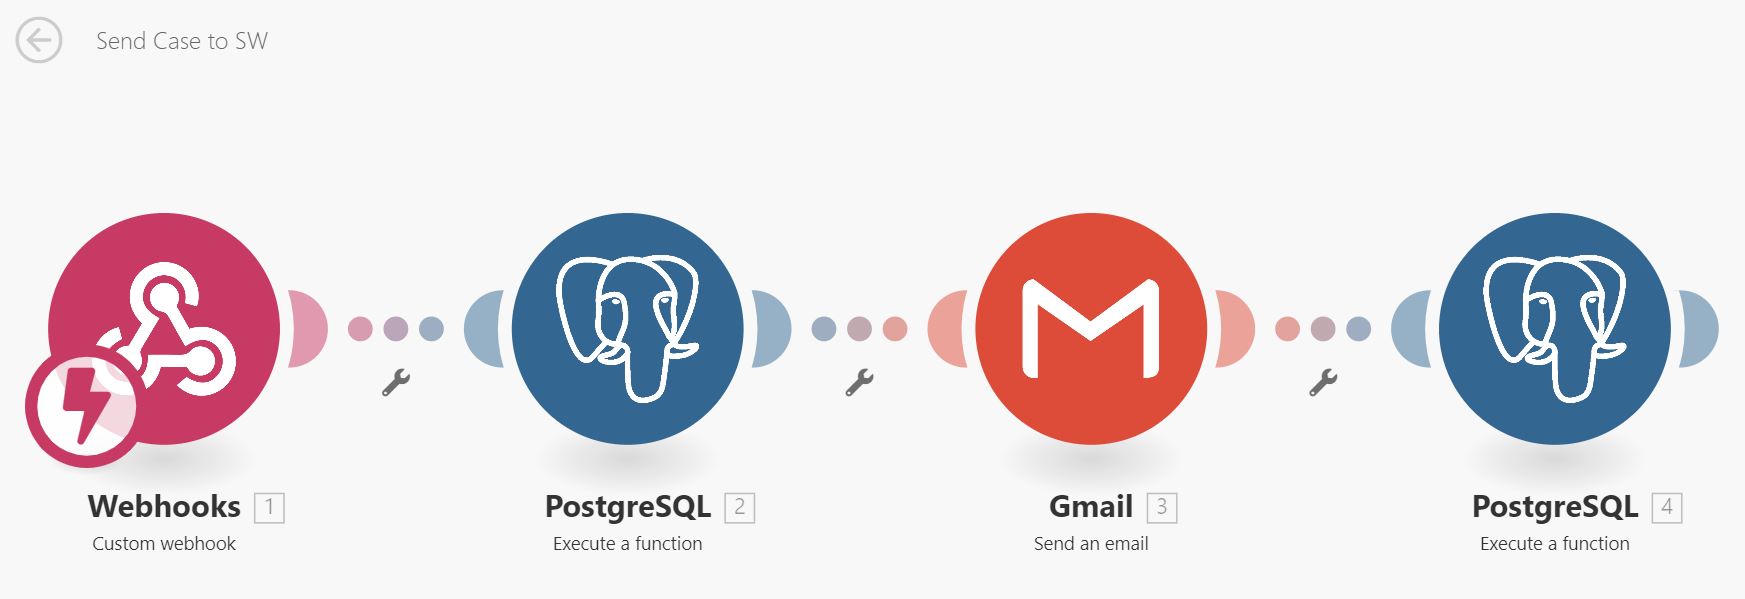 Send Case to SW
Webhooks 1
Custom webhook
PostgreSQL 2
Execute a function
Gmail 3
Send an email
PostgreSQL 4
Execute a function